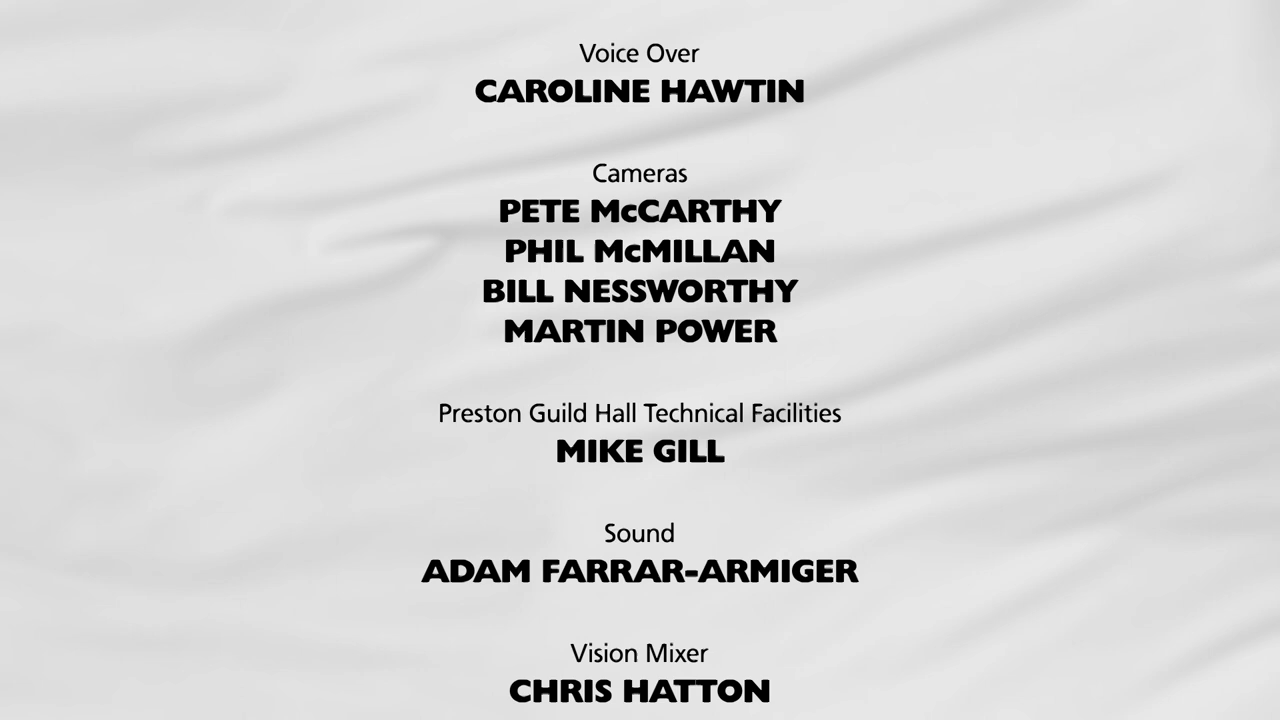 Voice Over
CAROLINE HAWTIN
Cameras
PETE McCARTHY
PHIL McMILLAN
BILL NESSWORTHY
MARTIN POWER
Preston Guild Hall Technical Facilities
MIKE GILL
Sound
ADAM FARRAR-ARMIGER
Vision Mixer
CHRIS HATTON